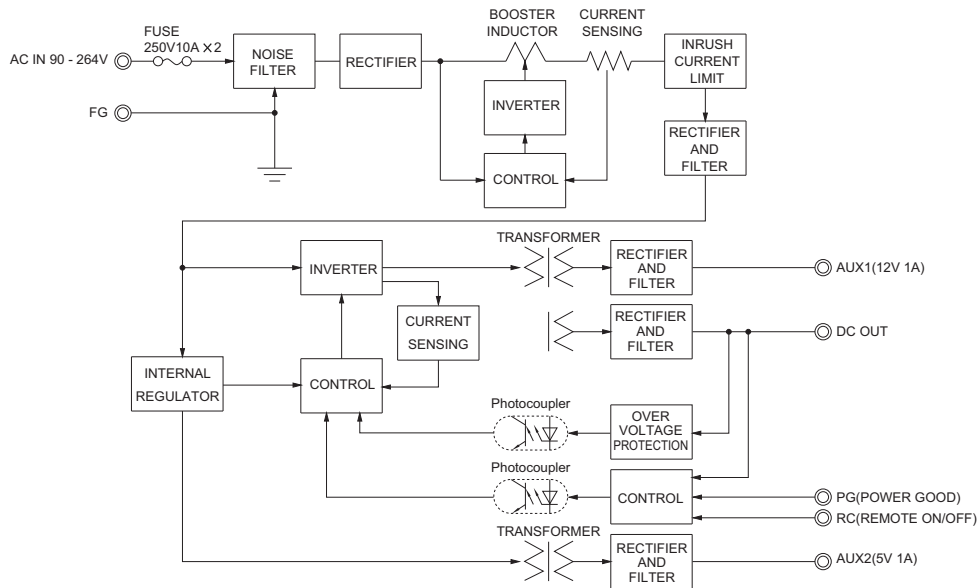 BOOSTER
INDUCTOR
CURRENT
SENSING
FUSE
250V10A ×2
AC IN 90 - 264V
NOISE
FILTER
RECTIFIER
INRUSH
CURRENT
LIMIT
INVERTER
FG
RECTIFIER
AND
FILTER
CONTROL
TRANSFORMER
INVERTER
RECTIFIER
AND
FILTER
AUX1(12V 1A)
CURRENT
SENSING
RECTIFIER
AND
FILTER
DC OUT
INTERNAL
REGULATOR
CONTROL
Photocoupler
OVER
VOLTAGE
PROTECTION
Photocoupler
CONTROL
PG(POWER GOOD)
RC(REMOTE ON/OFF)
TRANSFORMER
RECTIFIER
AND
FILTER
AUX2(5V 1A)